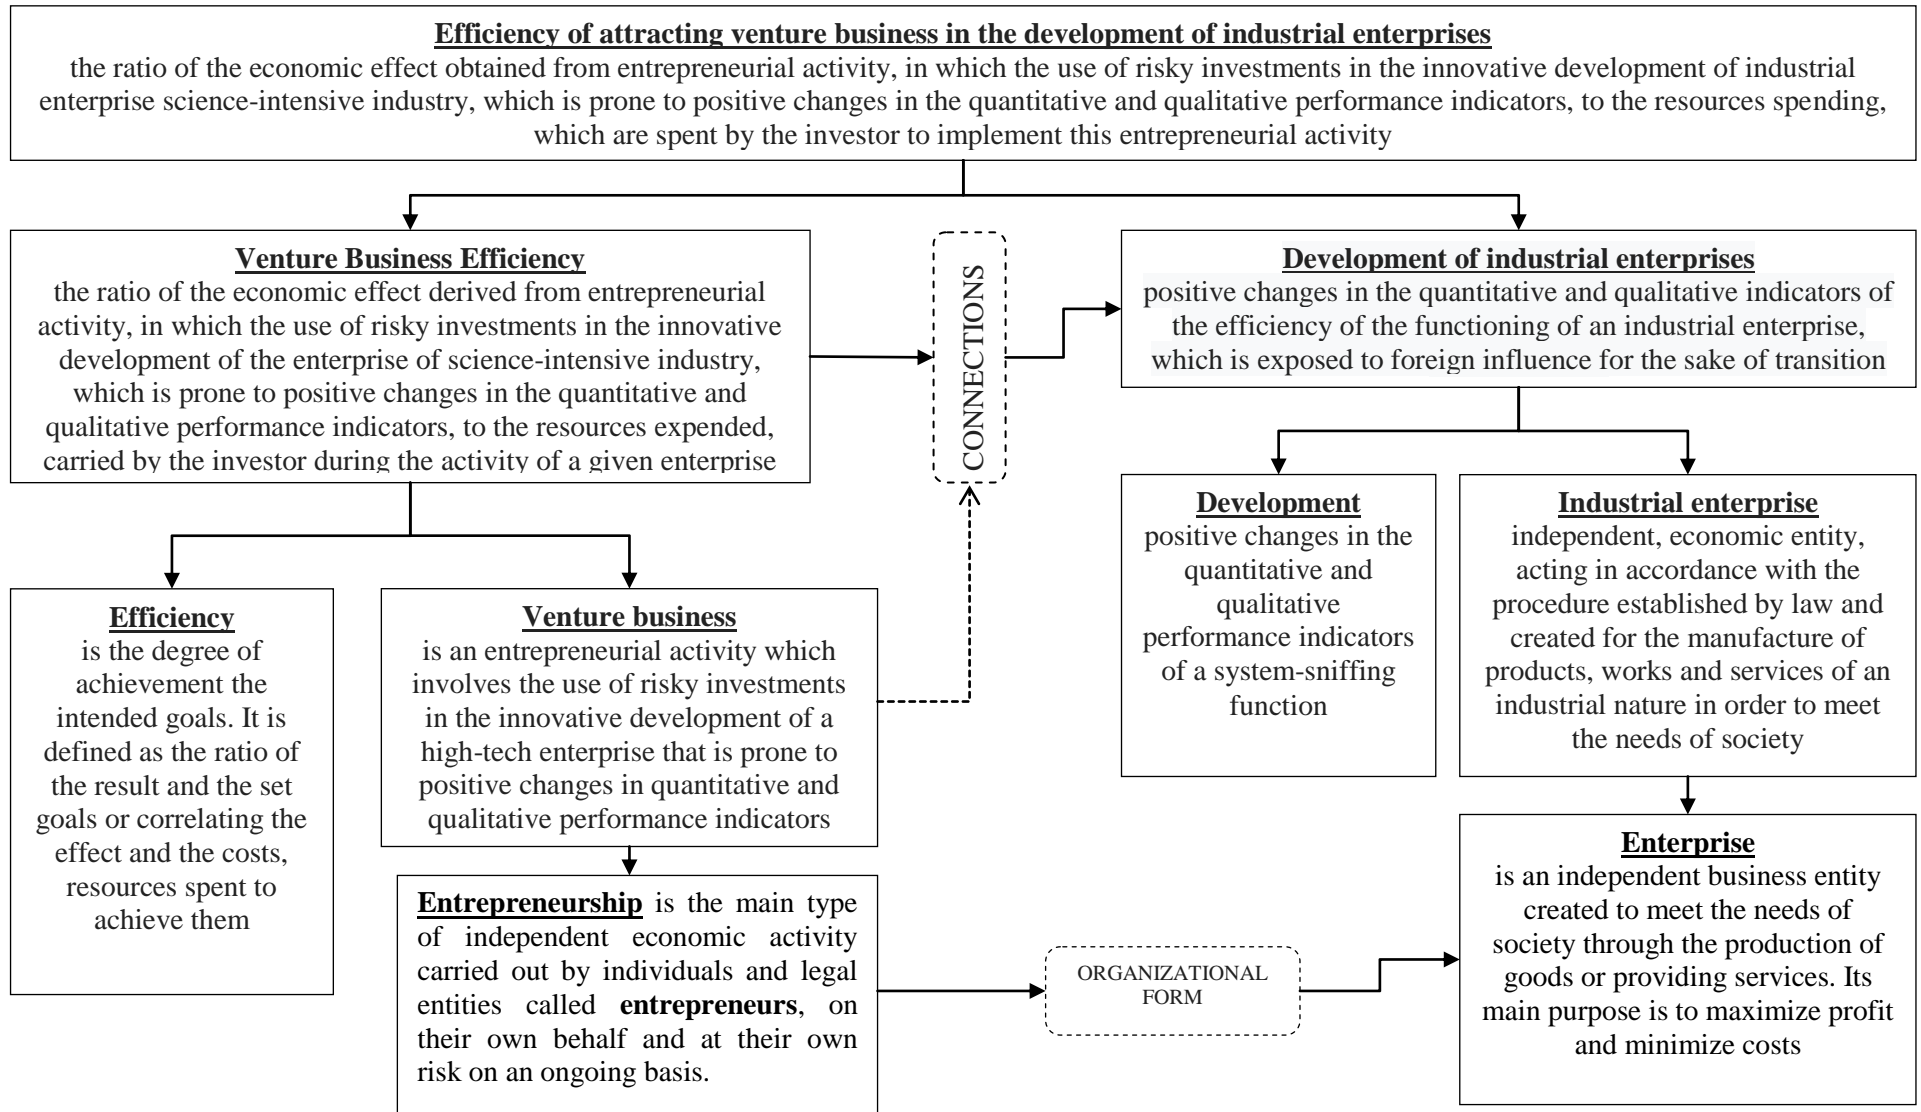 Efficiency of attracting venture business in the development of industrial enterprises
the ratio of the economic effect obtained from entrepreneurial activity, in which the use of risky investments in the innovative development of industrial
enterprise science-intensive industry, which is prone to positive changes in the quantitative and qualitative performance indicators, to the resources spending,
which are spent by the investor to implement this entrepreneurial activity
Venture Business Efficiency
the ratio of the economic effect derived from entrepreneurial
activity, in which the use of risky investments in the innovative
development of the enterprise of science-intensive industry,
which is prone to positive changes in the quantitative and
qualitative performance indicators, to the resources expended,
carried by the investor during the activity of a given enterprise
CONNECTIONS
Development of industrial enterprises
positive changes in the quantitative and qualitative indicators of
the efficiency of the functioning of an industrial enterprise,
which is exposed to foreign influence for the sake of transition
Development
positive changes in the
quantitative and
qualitative
performance indicators
of a system-sniffing
function
Industrial enterprise
independent, economic entity,
acting in accordance with the
procedure established by law and
created for the manufacture of
products, works and services of an
industrial nature in order to meet
the needs of society
Efficiency
is the degree of
achievement the
intended goals. It is
defined as the ratio of
the result and the set
goals or correlating the
effect and the costs,
resources spent to
achieve them
Venture business
is an entrepreneurial activity which
involves the use of risky investments
in the innovative development of a
high-tech enterprise that is prone to
positive changes in quantitative and
qualitative performance indicators
Entrepreneurship is the main type
of independent economic activity
carried out by individuals and legal
entities called entrepreneurs, on
their own behalf and at their own
risk on an ongoing basis.
ORGANIZATIONAL
FORM
Enterprise
is an independent business entity
created to meet the needs of
society through the production of
goods or providing services. Its
main purpose is to maximize profit
and minimize costs